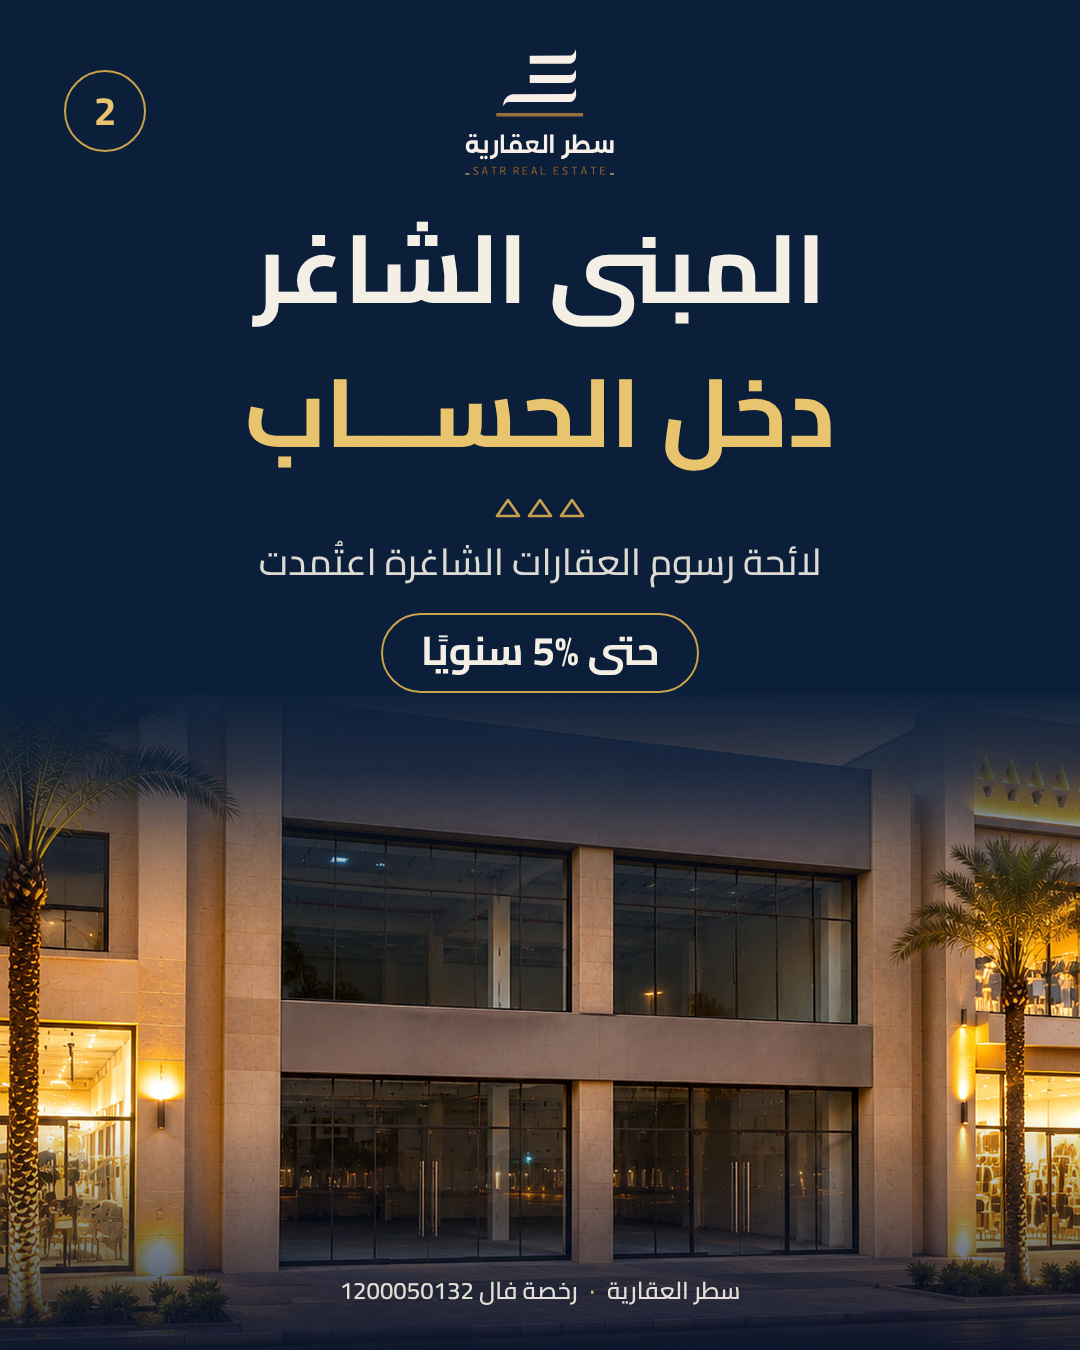 2
سطر العقارية
SATR REAL ESTATE
المبنى الشاغر
دخل الحســاب
لائحة رسوم العقارات الشاغرة اعتُمدت
حتى 5% سنويًا
سطر العقارية · رخصة فال 1200050132